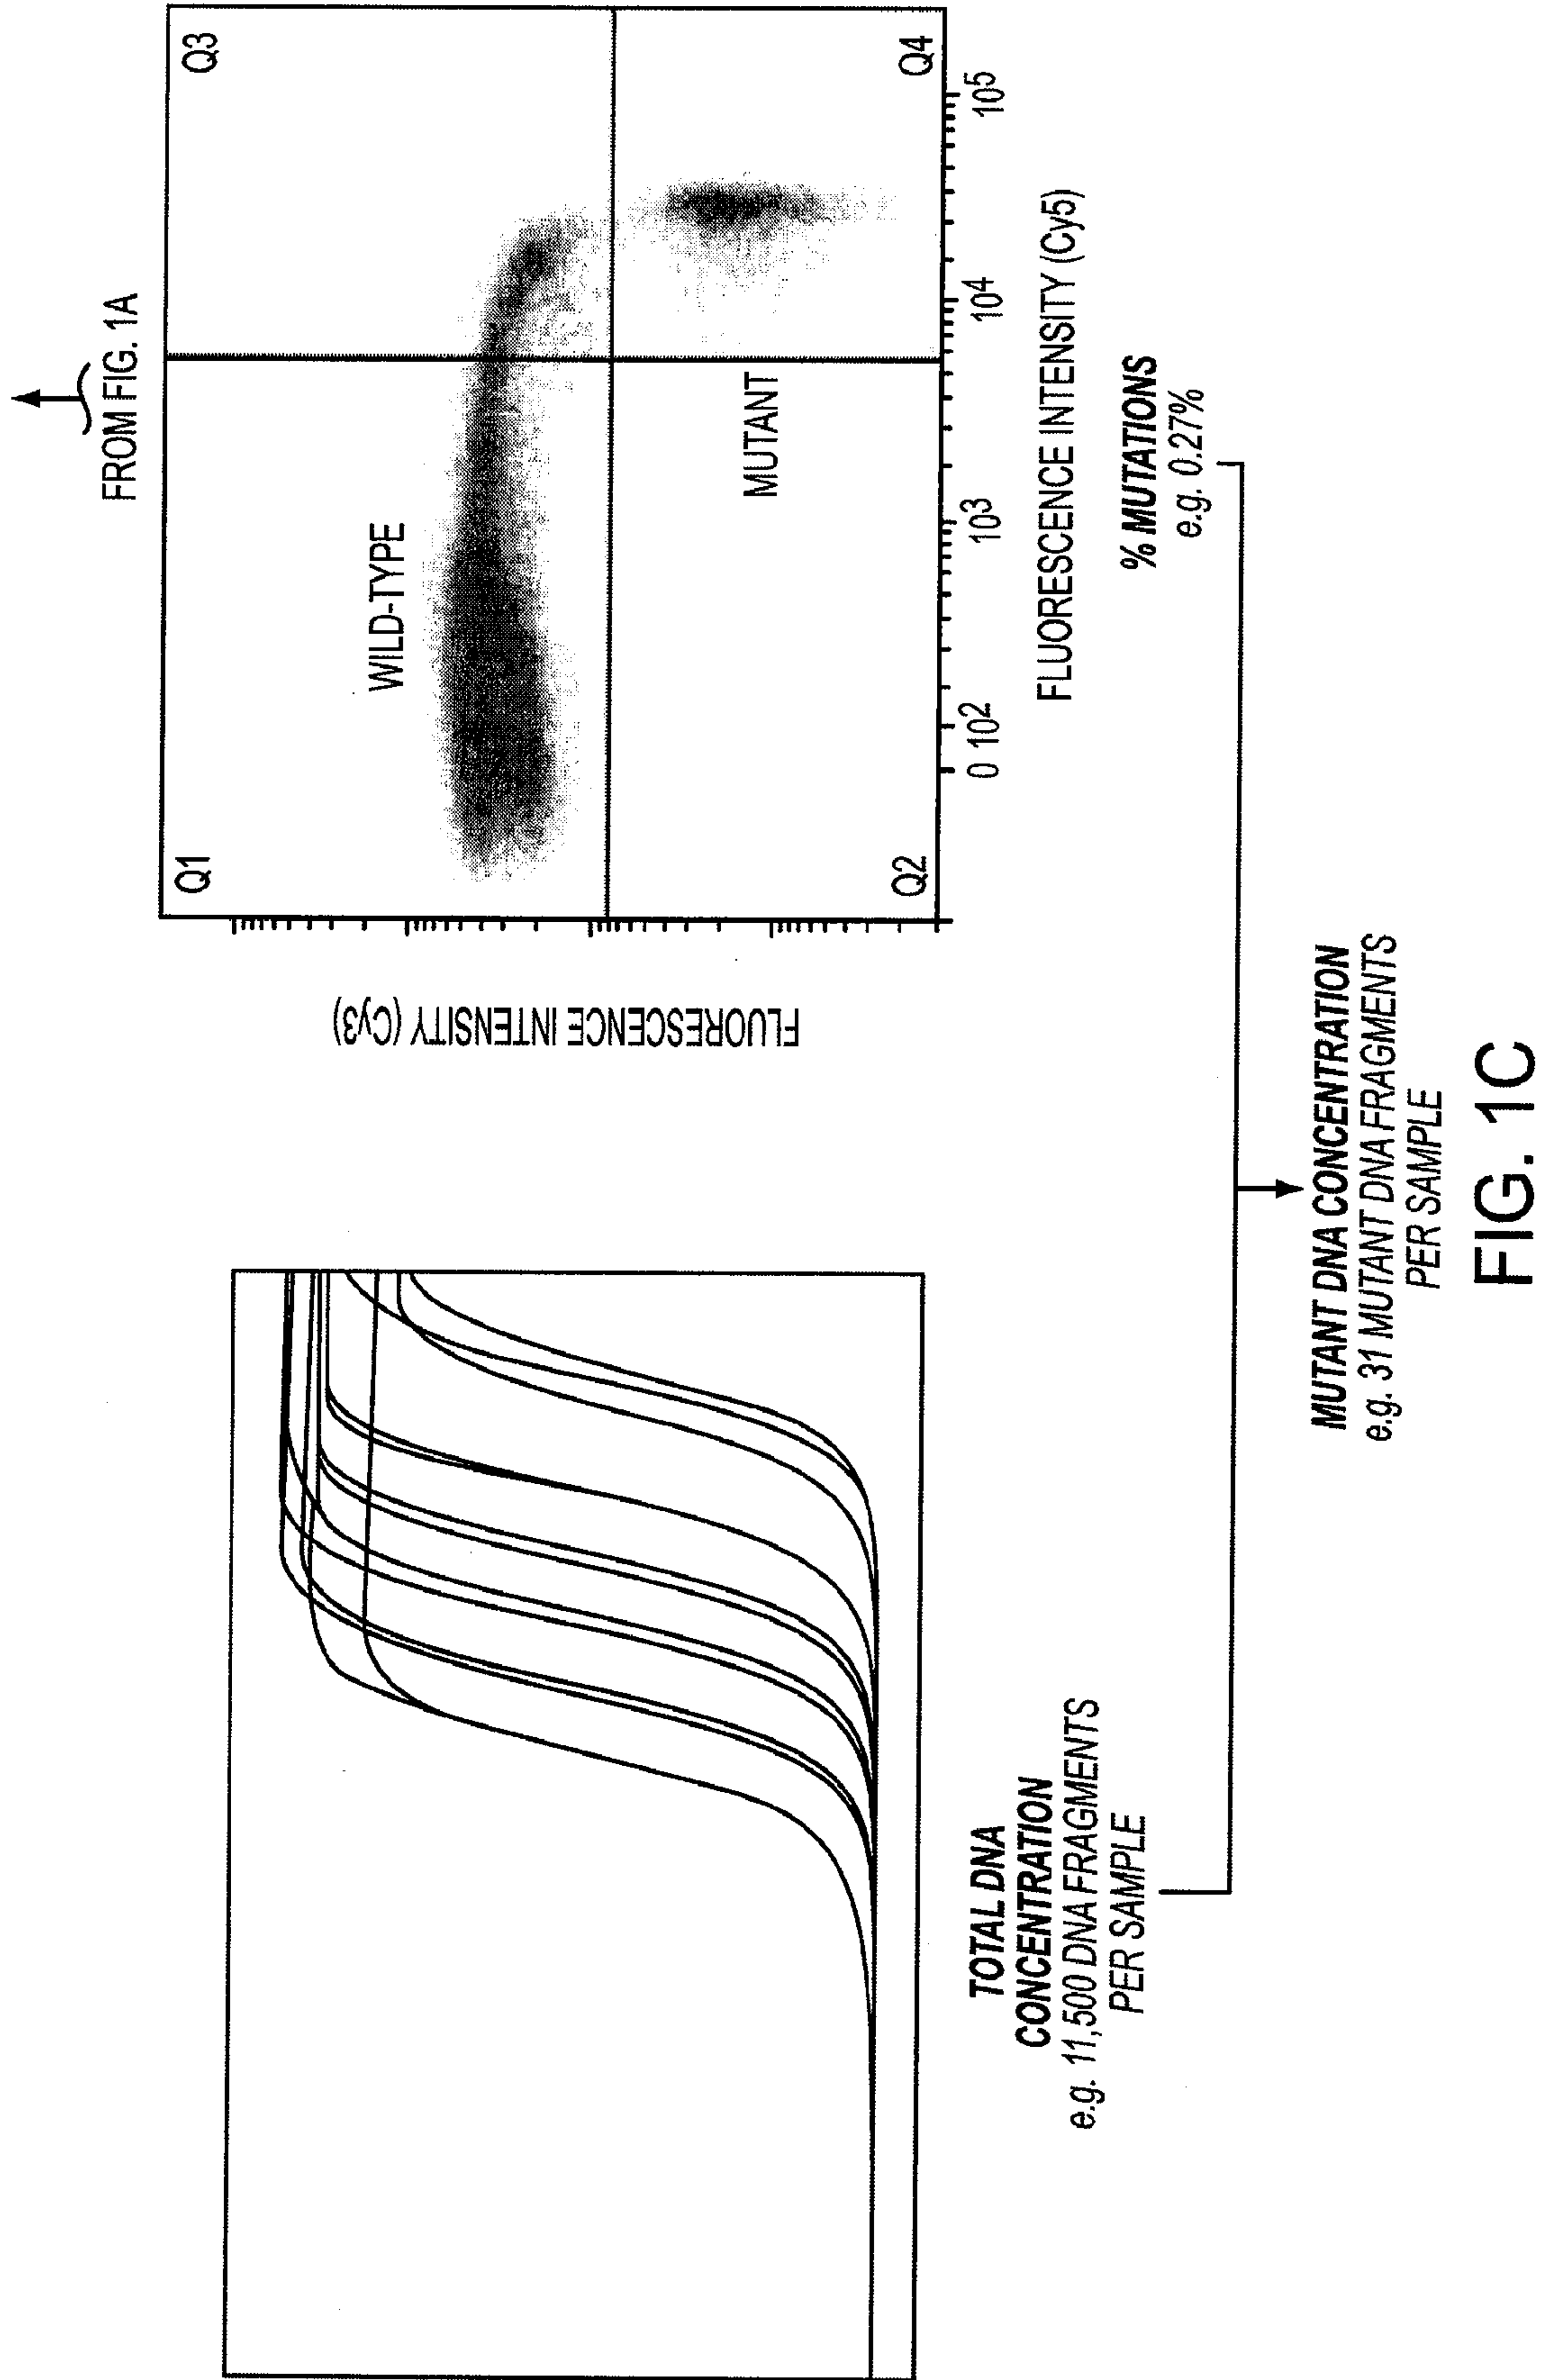 FROM FIG. 1A
Q1
Q3
WILD-TYPE
MUTANT
Q2
Q4
FLUORESCENCE INTENSITY (Cy3)
0 10² 10³ 10⁴ 10⁵
FLUORESCENCE INTENSITY (Cy5)
TOTAL DNA
CONCENTRATION
e.g. 11,500 DNA FRAGMENTS
PER SAMPLE
% MUTATIONS
e.g. 0.27%
MUTANT DNA CONCENTRATION
e.g. 31 MUTANT DNA FRAGMENTS
PER SAMPLE
FIG. 1C